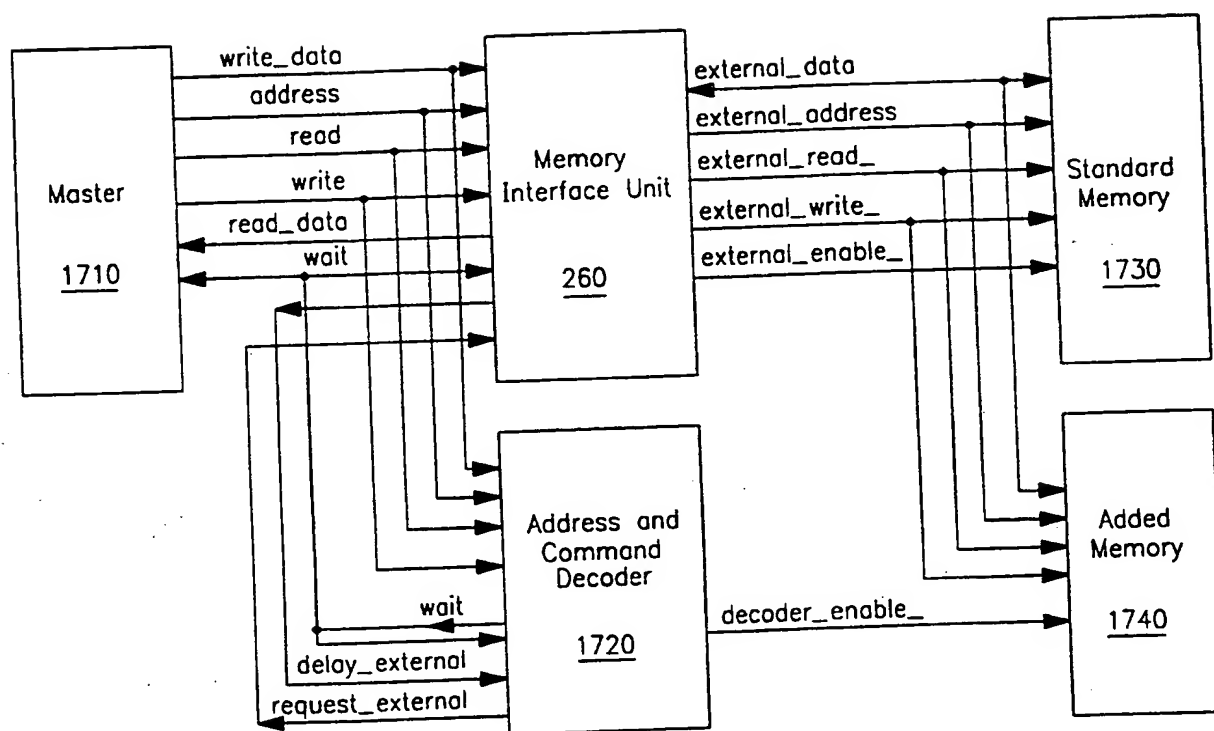 write_data
address
read
write
read_data
wait
Master
1710
Memory
Interface Unit
260
external_data
external_address
external_read_
external_write_
external_enable_
Standard
Memory
1730
Address and
Command
Decoder
1720
wait
delay_external
request_external
decoder_enable_
Added
Memory
1740